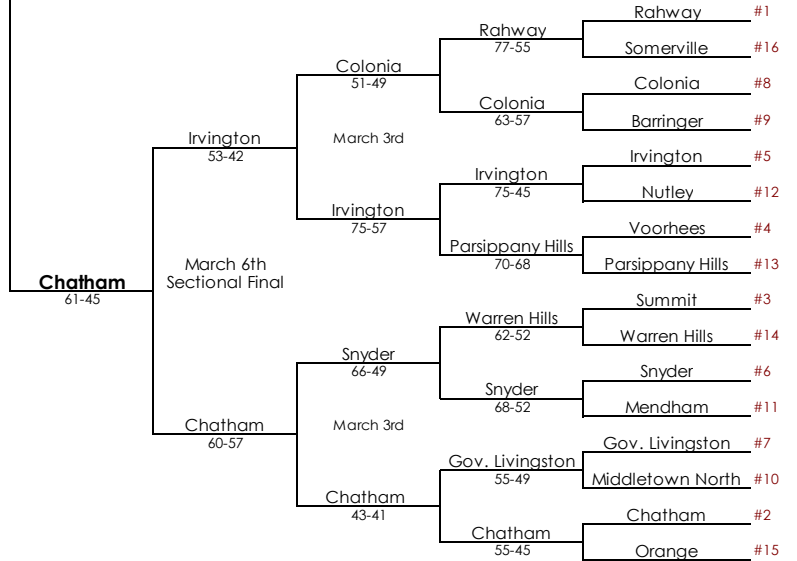 Rahway #1
Rahway
77-55
Somerville #16
Colonia
51-49
Colonia #8
Colonia
63-57
Barringer #9
Irvington
53-42
March 3rd
Irvington #5
Irvington
75-45
Nutley #12
Irvington
75-57
Voorhees #4
Parsippany Hills
70-68
Parsippany Hills #13
March 6th
Sectional Final
Chatham
61-45
Summit #3
Warren Hills
62-52
Warren Hills #14
Snyder
66-49
Snyder #6
Snyder
68-52
Mendham #11
Chatham
60-57
March 3rd
Gov. Livingston #7
Gov. Livingston
55-49
Middletown North #10
Chatham
43-41
Chatham #2
Chatham
55-45
Orange #15